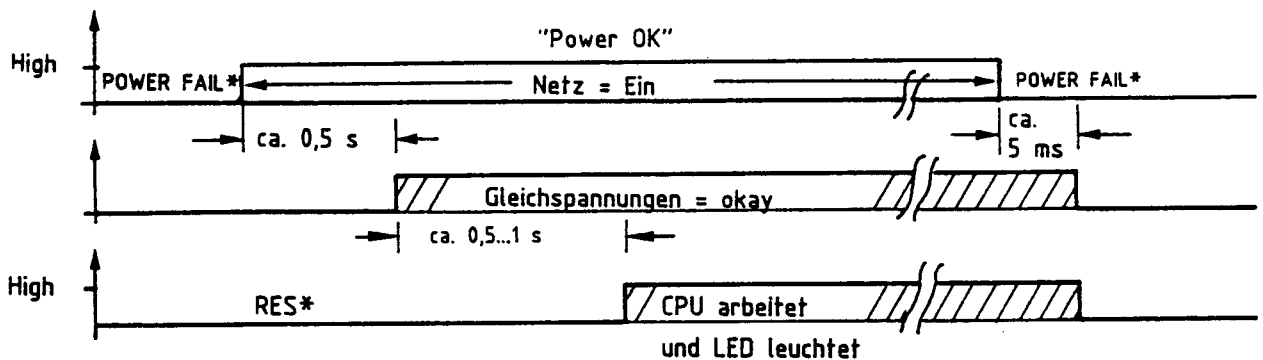 "Power OK"
High
POWER FAIL*
Netz = Ein
POWER FAIL*
ca. 0,5 s
ca.
5 ms
Gleichspannungen = okay
ca. 0,5...1 s
High
RES*
CPU arbeitet
und LED leuchtet